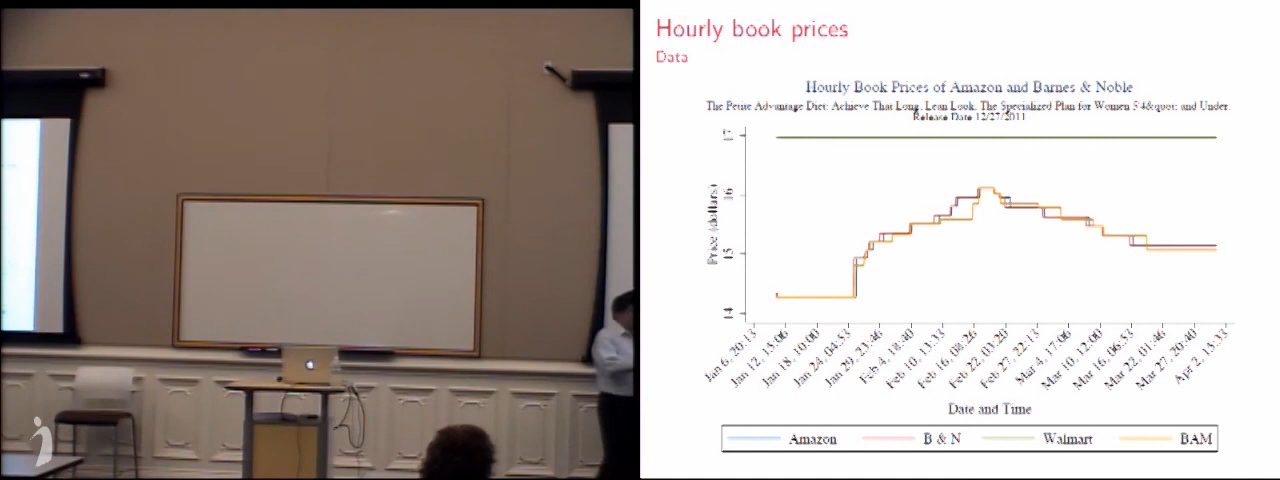 Hourly book prices
Data
Hourly Book Prices of Amazon and Barnes & Noble
The Petite Advantage Diet: Achieve That Long, Lean Look. The Specialized Plan for Women 5'4&quot; and Under.
Release Date 12/27/2011
17
16
15
14
Price (dollars)
Jan 6, 20:13
Jan 12, 15:06
Jan 18, 10:00
Jan 24, 04:53
Jan 29, 23:46
Feb 4, 18:40
Feb 10, 13:33
Feb 16, 08:26
Feb 22, 03:20
Feb 27, 22:13
Mar 4, 17:06
Mar 10, 12:00
Mar 16, 06:53
Mar 22, 01:46
Mar 27, 20:40
Apr 2, 15:33
Date and Time
Amazon B & N Walmart BAM